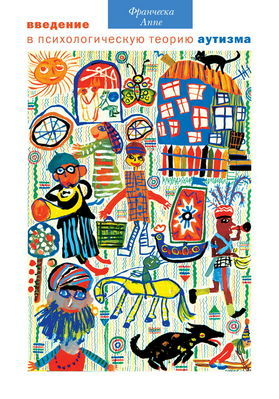 Франческа
Аппе
введение
в психологическую теорию аутизма